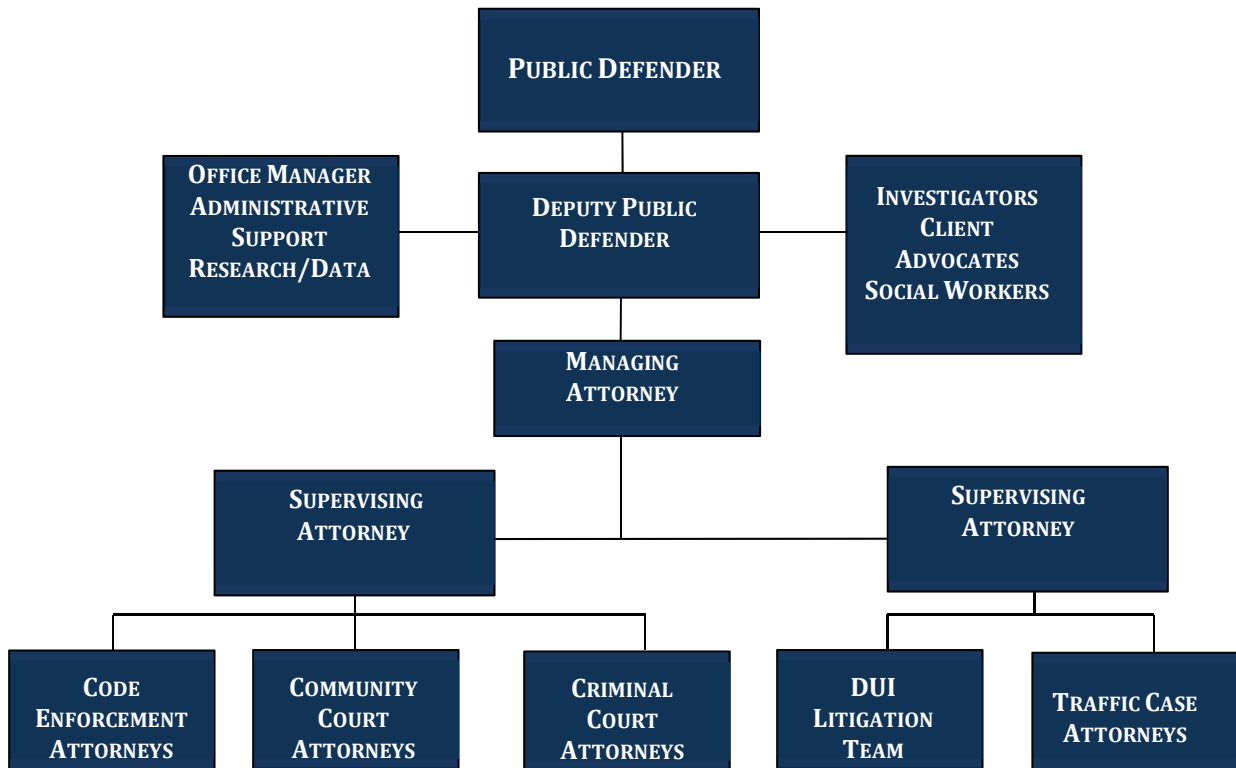 PUBLIC DEFENDER
OFFICE MANAGER
ADMINISTRATIVE
SUPPORT
RESEARCH/DATA
DEPUTY PUBLIC
DEFENDER
INVESTIGATORS
CLIENT
ADVOCATES
SOCIAL WORKERS
MANAGING
ATTORNEY
SUPERVISING
ATTORNEY
SUPERVISING
ATTORNEY
CODE
ENFORCEMENT
ATTORNEYS
COMMUNITY
COURT
ATTORNEYS
CRIMINAL
COURT
ATTORNEYS
DUI
LITIGATION
TEAM
TRAFFIC CASE
ATTORNEYS